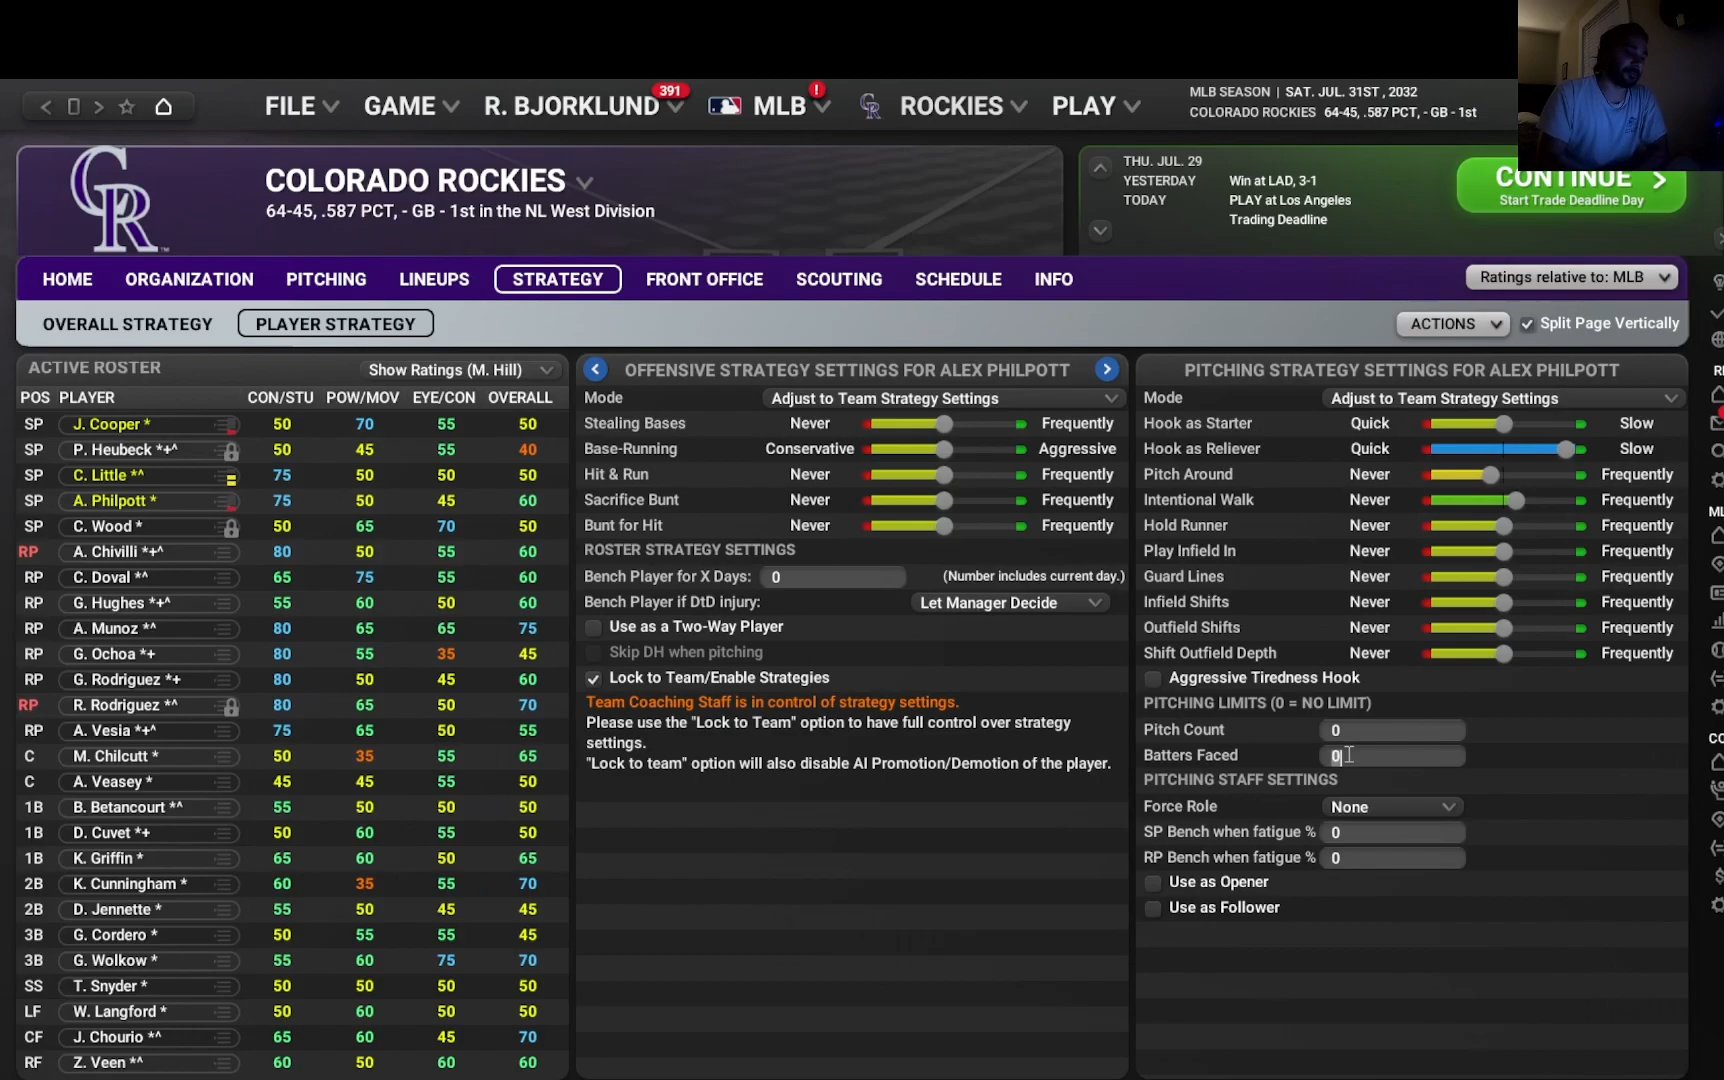 FILE GAME R. BJORKLUND 391 MLB ! CR ROCKIES PLAY
MLB SEASON | SAT. JUL. 31ST , 2032
COLORADO ROCKIES 64-45, .587 PCT, - GB - 1st
CR
COLORADO ROCKIES
64-45, .587 PCT, - GB - 1st in the NL West Division
THU. JUL. 29
YESTERDAY Win at LAD, 3-1
TODAY PLAY at Los Angeles
Trading Deadline
CONTINUE >
Start Trade Deadline Day
HOME ORGANIZATION PITCHING LINEUPS STRATEGY FRONT OFFICE SCOUTING SCHEDULE INFO
Ratings relative to: MLB
OVERALL STRATEGY PLAYER STRATEGY
ACTIONS Split Page Vertically
ACTIVE ROSTER Show Ratings (M. Hill)
POS PLAYER CON/STU POW/MOV EYE/CON OVERALL
SP J. Cooper * 50 70 55 50
SP P. Heubeck *+^ 50 45 55 40
SP C. Little *^ 75 50 50 50
SP A. Philpott * 75 50 45 60
SP C. Wood * 50 65 70 50
RP A. Chivilli *+^ 80 50 55 60
RP C. Doval *^ 65 75 55 60
RP G. Hughes *+^ 55 60 50 60
RP A. Munoz *^ 80 65 65 75
RP G. Ochoa *+ 80 55 35 45
RP G. Rodriguez *+ 80 50 45 60
RP R. Rodriguez *^ 80 65 50 70
RP A. Vesia *+^ 75 65 50 55
C M. Chilcutt * 50 35 55 65
C A. Veasey * 45 45 55 50
1B B. Betancourt *^ 55 50 50 50
1B D. Cuvet *+ 50 60 55 50
1B K. Griffin * 65 60 50 65
2B K. Cunningham * 60 35 55 70
2B D. Jennette * 55 50 45 45
3B G. Cordero * 50 55 55 45
3B G. Wolkow * 55 60 75 70
SS T. Snyder * 50 50 50 50
LF W. Langford * 50 60 50 50
CF J. Chourio *^ 65 60 45 70
RF Z. Veen *^ 60 50 60 60
OFFENSIVE STRATEGY SETTINGS FOR ALEX PHILPOTT
Mode Adjust to Team Strategy Settings
Stealing Bases Never Frequently
Base-Running Conservative Aggressive
Hit & Run Never Frequently
Sacrifice Bunt Never Frequently
Bunt for Hit Never Frequently
ROSTER STRATEGY SETTINGS
Bench Player for X Days: 0 (Number includes current day.)
Bench Player if DtD injury: Let Manager Decide
Use as a Two-Way Player
Skip DH when pitching
Lock to Team/Enable Strategies
Team Coaching Staff is in control of strategy settings.
Please use the "Lock to Team" option to have full control over strategy
settings.
"Lock to team" option will also disable AI Promotion/Demotion of the player.
PITCHING STRATEGY SETTINGS FOR ALEX PHILPOTT
Mode Adjust to Team Strategy Settings
Hook as Starter Quick Slow
Hook as Reliever Quick Slow
Pitch Around Never Frequently
Intentional Walk Never Frequently
Hold Runner Never Frequently
Play Infield In Never Frequently
Guard Lines Never Frequently
Infield Shifts Never Frequently
Outfield Shifts Never Frequently
Shift Outfield Depth Never Frequently
Aggressive Tiredness Hook
PITCHING LIMITS (0 = NO LIMIT)
Pitch Count 0
Batters Faced 0
PITCHING STAFF SETTINGS
Force Role None
SP Bench when fatigue % 0
RP Bench when fatigue % 0
Use as Opener
Use as Follower